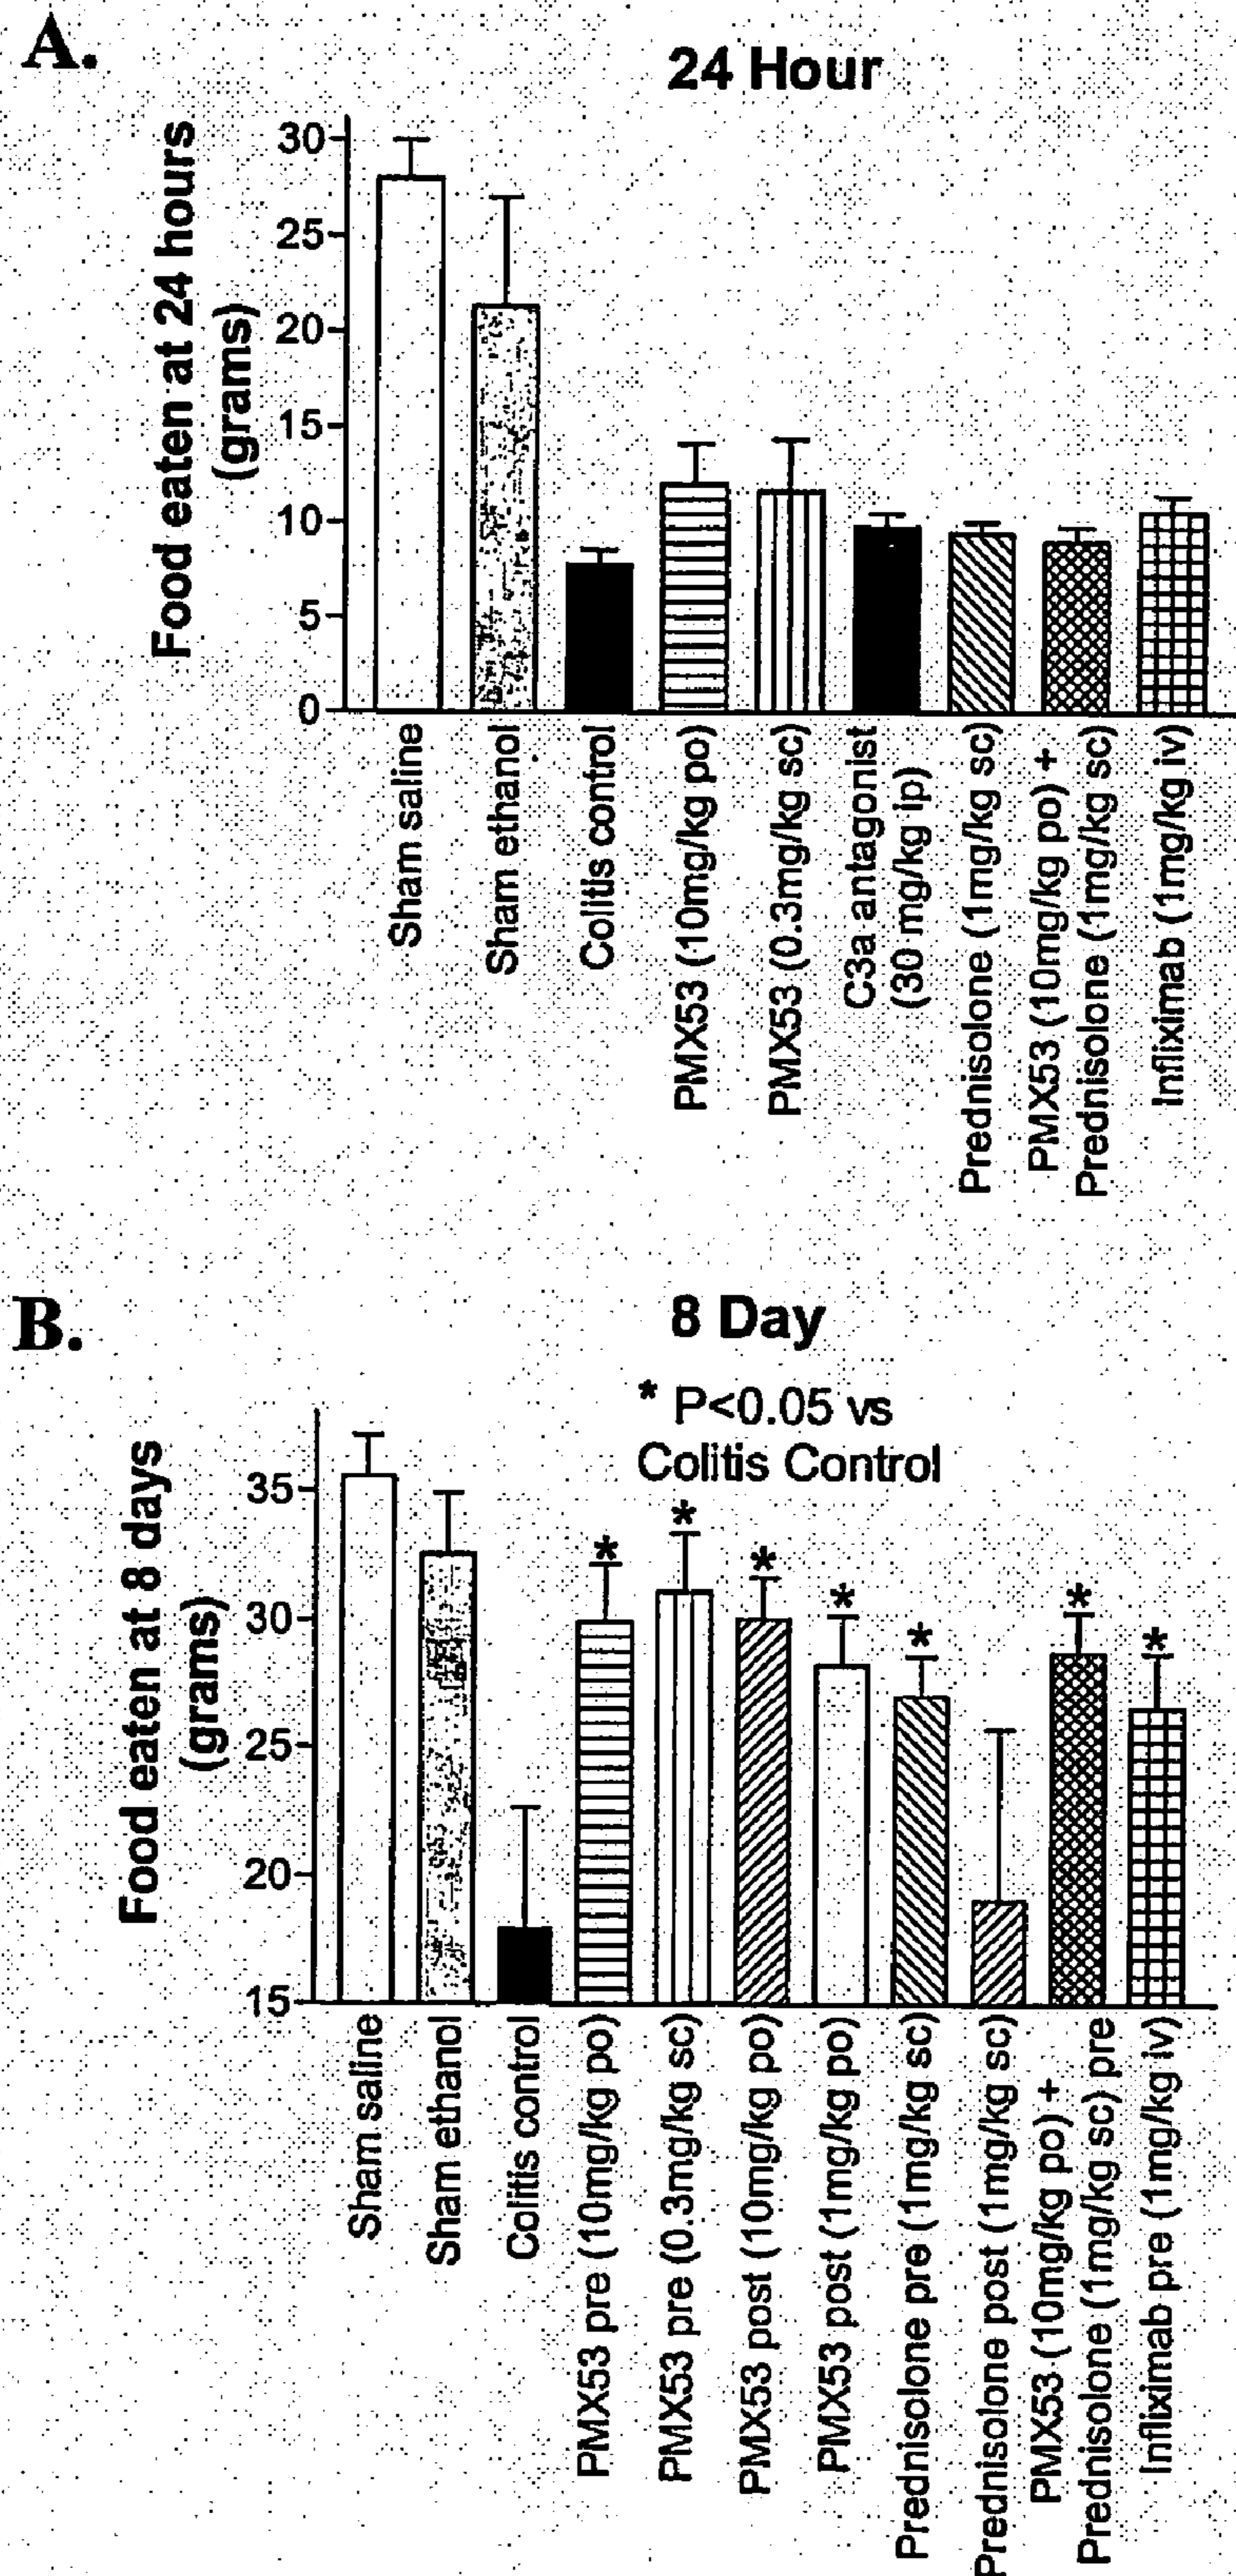 A.
24 Hour
Food eaten at 24 hours
(grams)
30
25
20
15
10
5
0
Sham saline
Sham ethanol
Colitis control
PMX53 (10mg/kg po)
PMX53 (0.3mg/kg sc)
C3a antagonist
(30 mg/kg ip)
Prednisolone (1mg/kg sc)
PMX53 (10mg/kg po) +
Prednisolone (1mg/kg sc)
Infliximab (1mg/kg iv)
B.
8 Day
* P<0.05 vs
Colitis Control
Food eaten at 8 days
(grams)
35
30
25
20
15
* * * * * * *
Sham saline
Sham ethanol
Colitis control
PMX53 pre (10mg/kg po)
PMX53 pre (0.3mg/kg sc)
PMX53 post (10mg/kg po)
PMX53 post (1mg/kg po)
Prednisolone pre (1mg/kg sc)
Prednisolone post (1mg/kg sc)
PMX53 (10mg/kg po) +
Prednisolone (1mg/kg sc) pre
Infliximab pre (1mg/kg iv)